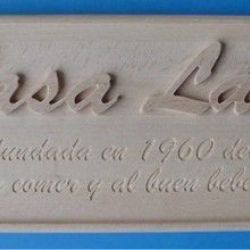 asa La
fundada en 1960 de
comer y al buen bebe